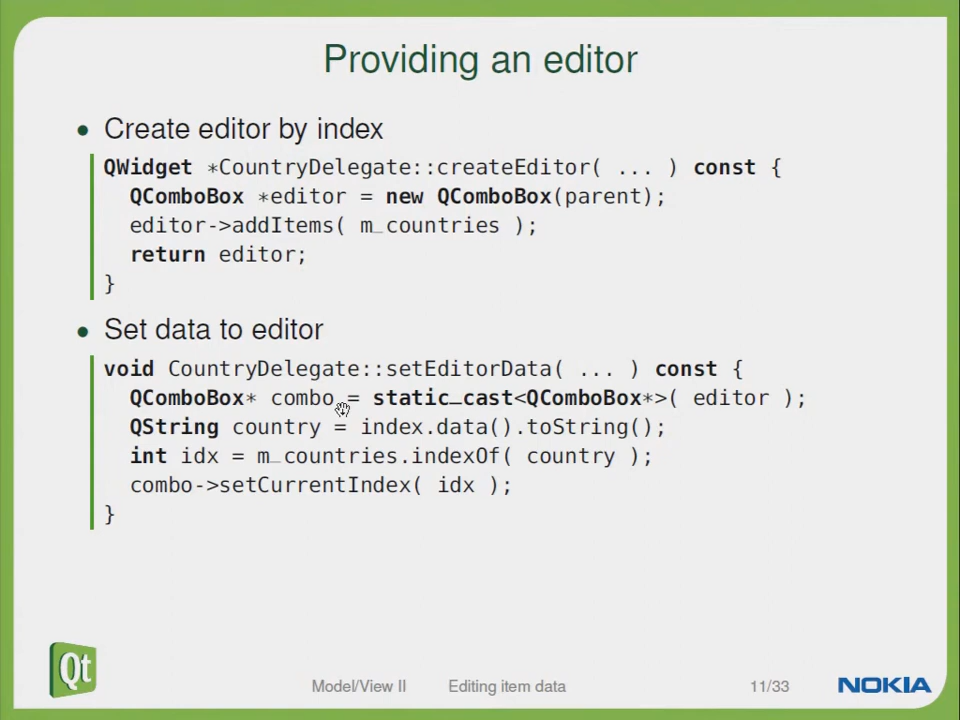 Providing an editor
• Create editor by index
QWidget *CountryDelegate::createEditor( ... ) const {
QComboBox *editor = new QComboBox(parent);
editor->addItems( m_countries );
return editor;
}
• Set data to editor
void CountryDelegate::setEditorData( ... ) const {
QComboBox* combo = static_cast<QComboBox*>( editor );
QString country = index.data().toString();
int idx = m_countries.indexOf( country );
combo->setCurrentIndex( idx );
}
Qt
Model/View II Editing item data 11/33
NOKIA